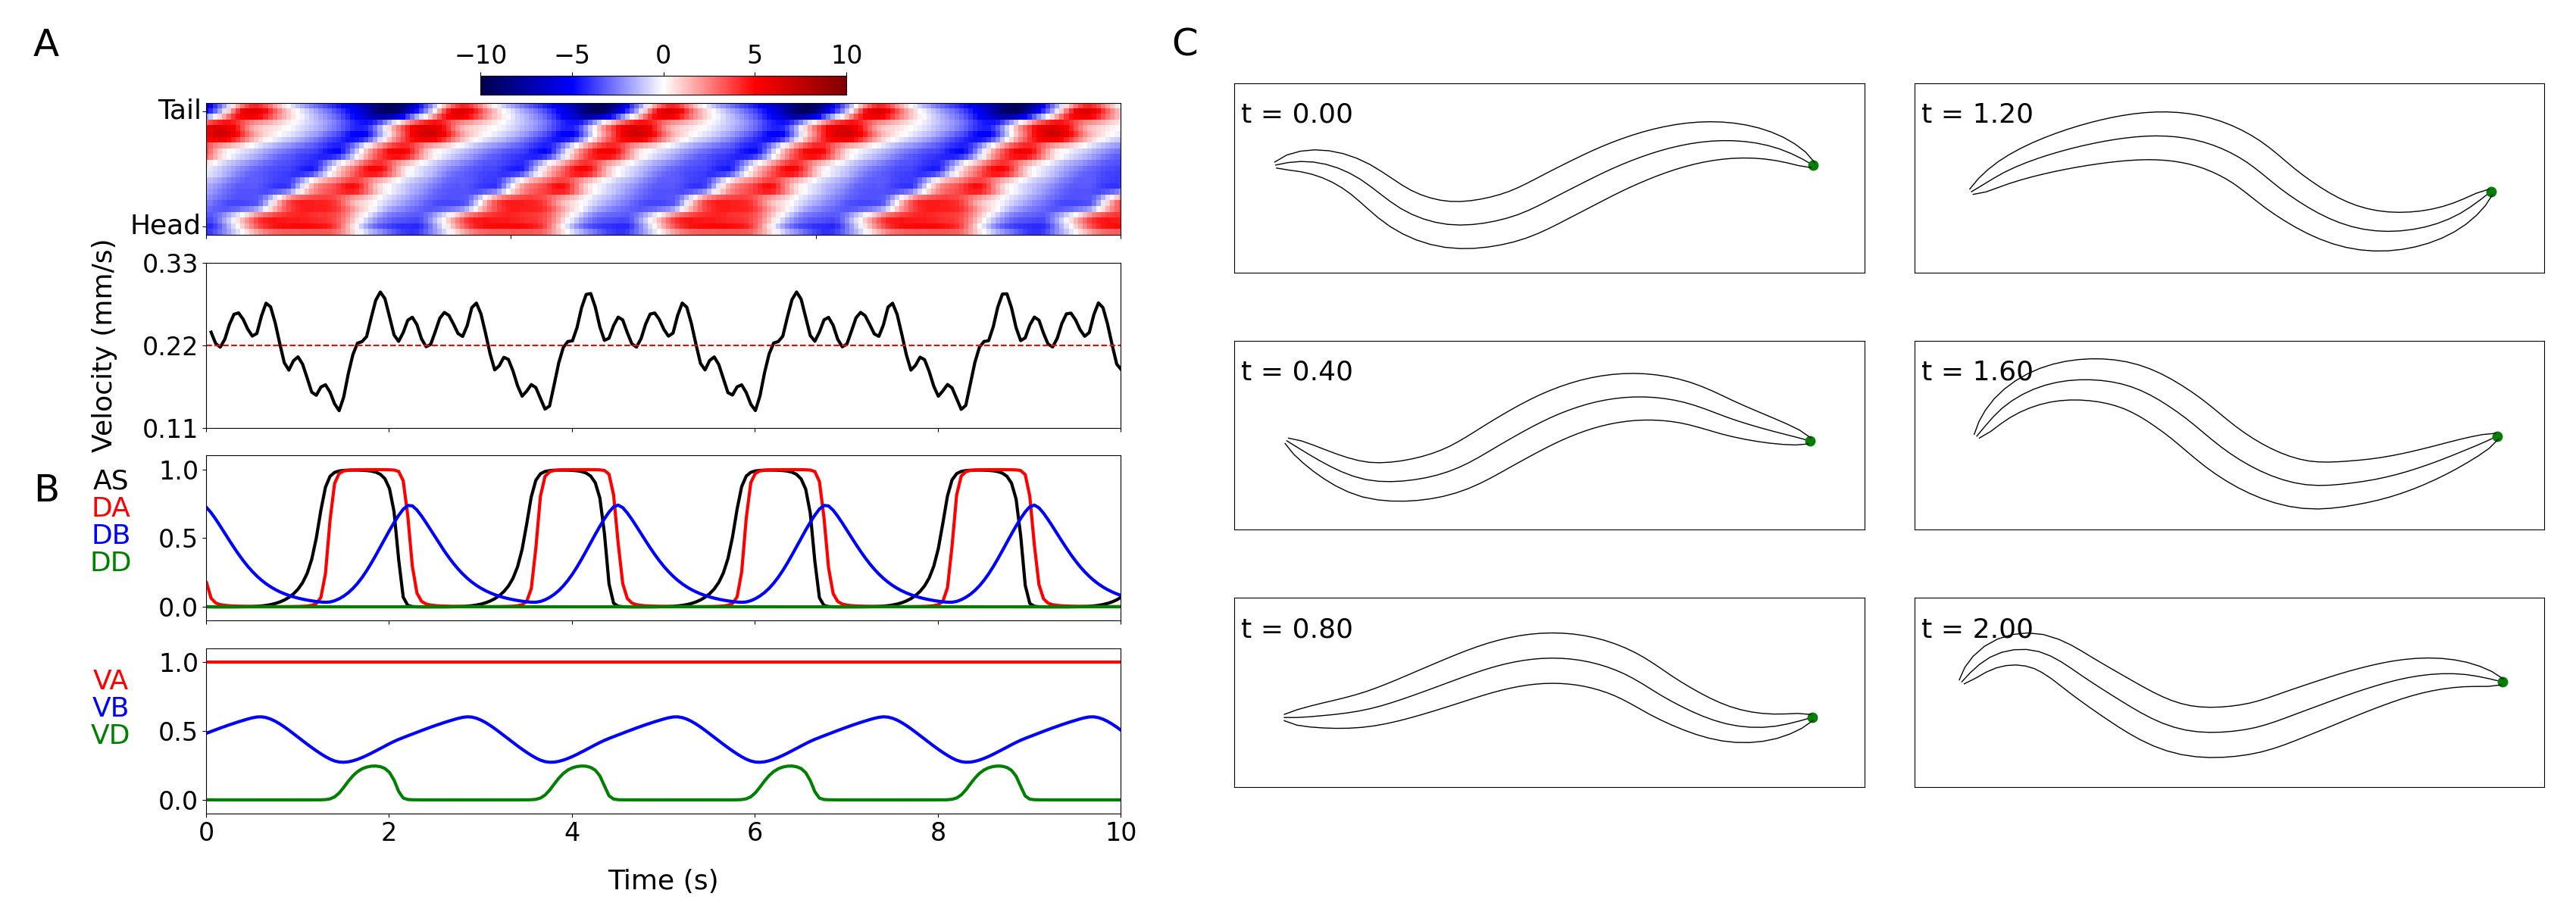 A
−10 −5 0 5 10
Tail
Head
Velocity (mm/s)
0.33
0.22
0.11
B
AS
DA
DB
DD
1.0
0.5
0.0
VA
VB
VD
1.0
0.5
0.0
0 2 4 6 8 10
Time (s)
C
t = 0.00
t = 1.20
t = 0.40
t = 1.60
t = 0.80
t = 2.00